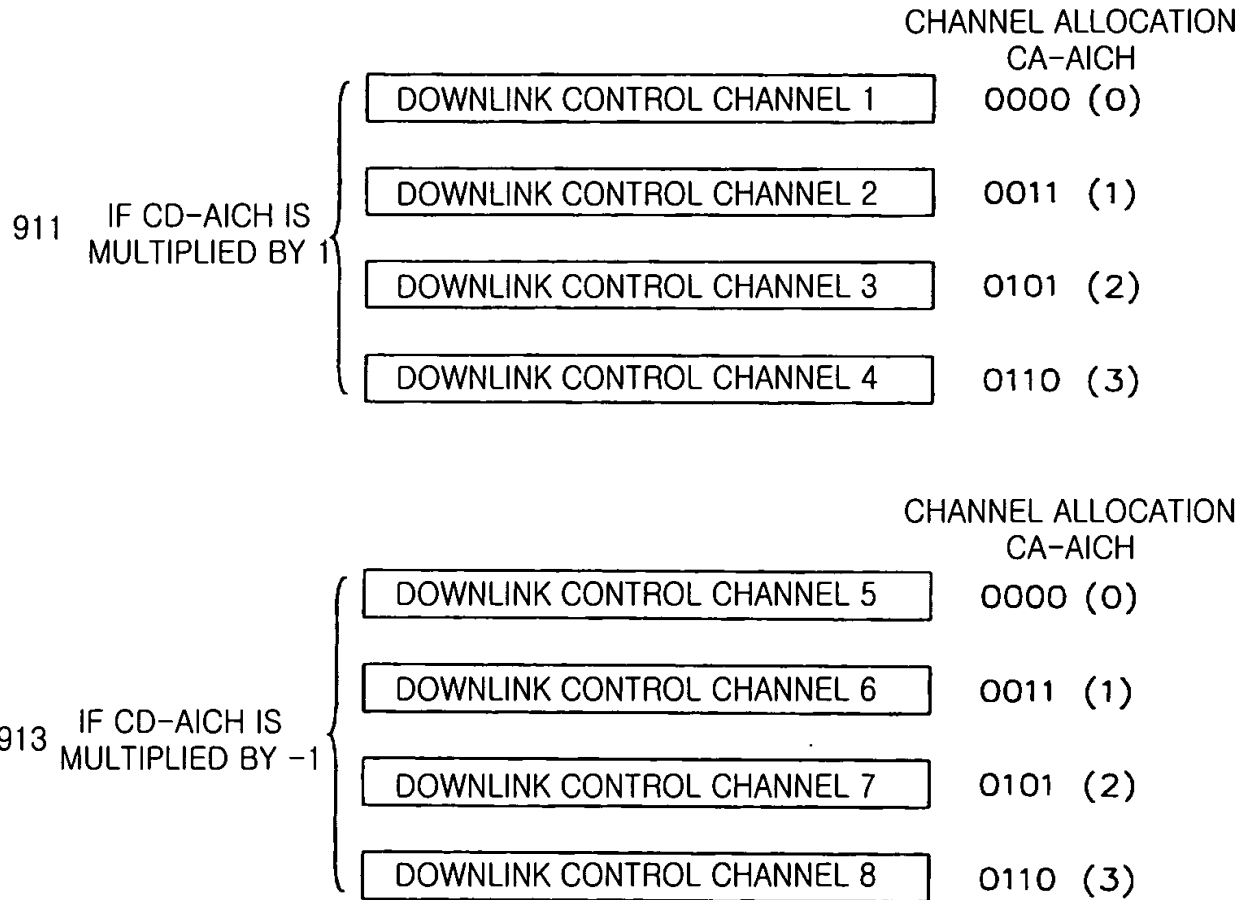 CHANNEL ALLOCATION
CA-AICH
DOWNLINK CONTROL CHANNEL 1 0000 (0)
DOWNLINK CONTROL CHANNEL 2 0011 (1)
911 IF CD-AICH IS
MULTIPLIED BY 1
DOWNLINK CONTROL CHANNEL 3 0101 (2)
DOWNLINK CONTROL CHANNEL 4 0110 (3)
CHANNEL ALLOCATION
CA-AICH
DOWNLINK CONTROL CHANNEL 5 0000 (0)
DOWNLINK CONTROL CHANNEL 6 0011 (1)
913 IF CD-AICH IS
MULTIPLIED BY -1
DOWNLINK CONTROL CHANNEL 7 0101 (2)
DOWNLINK CONTROL CHANNEL 8 0110 (3)